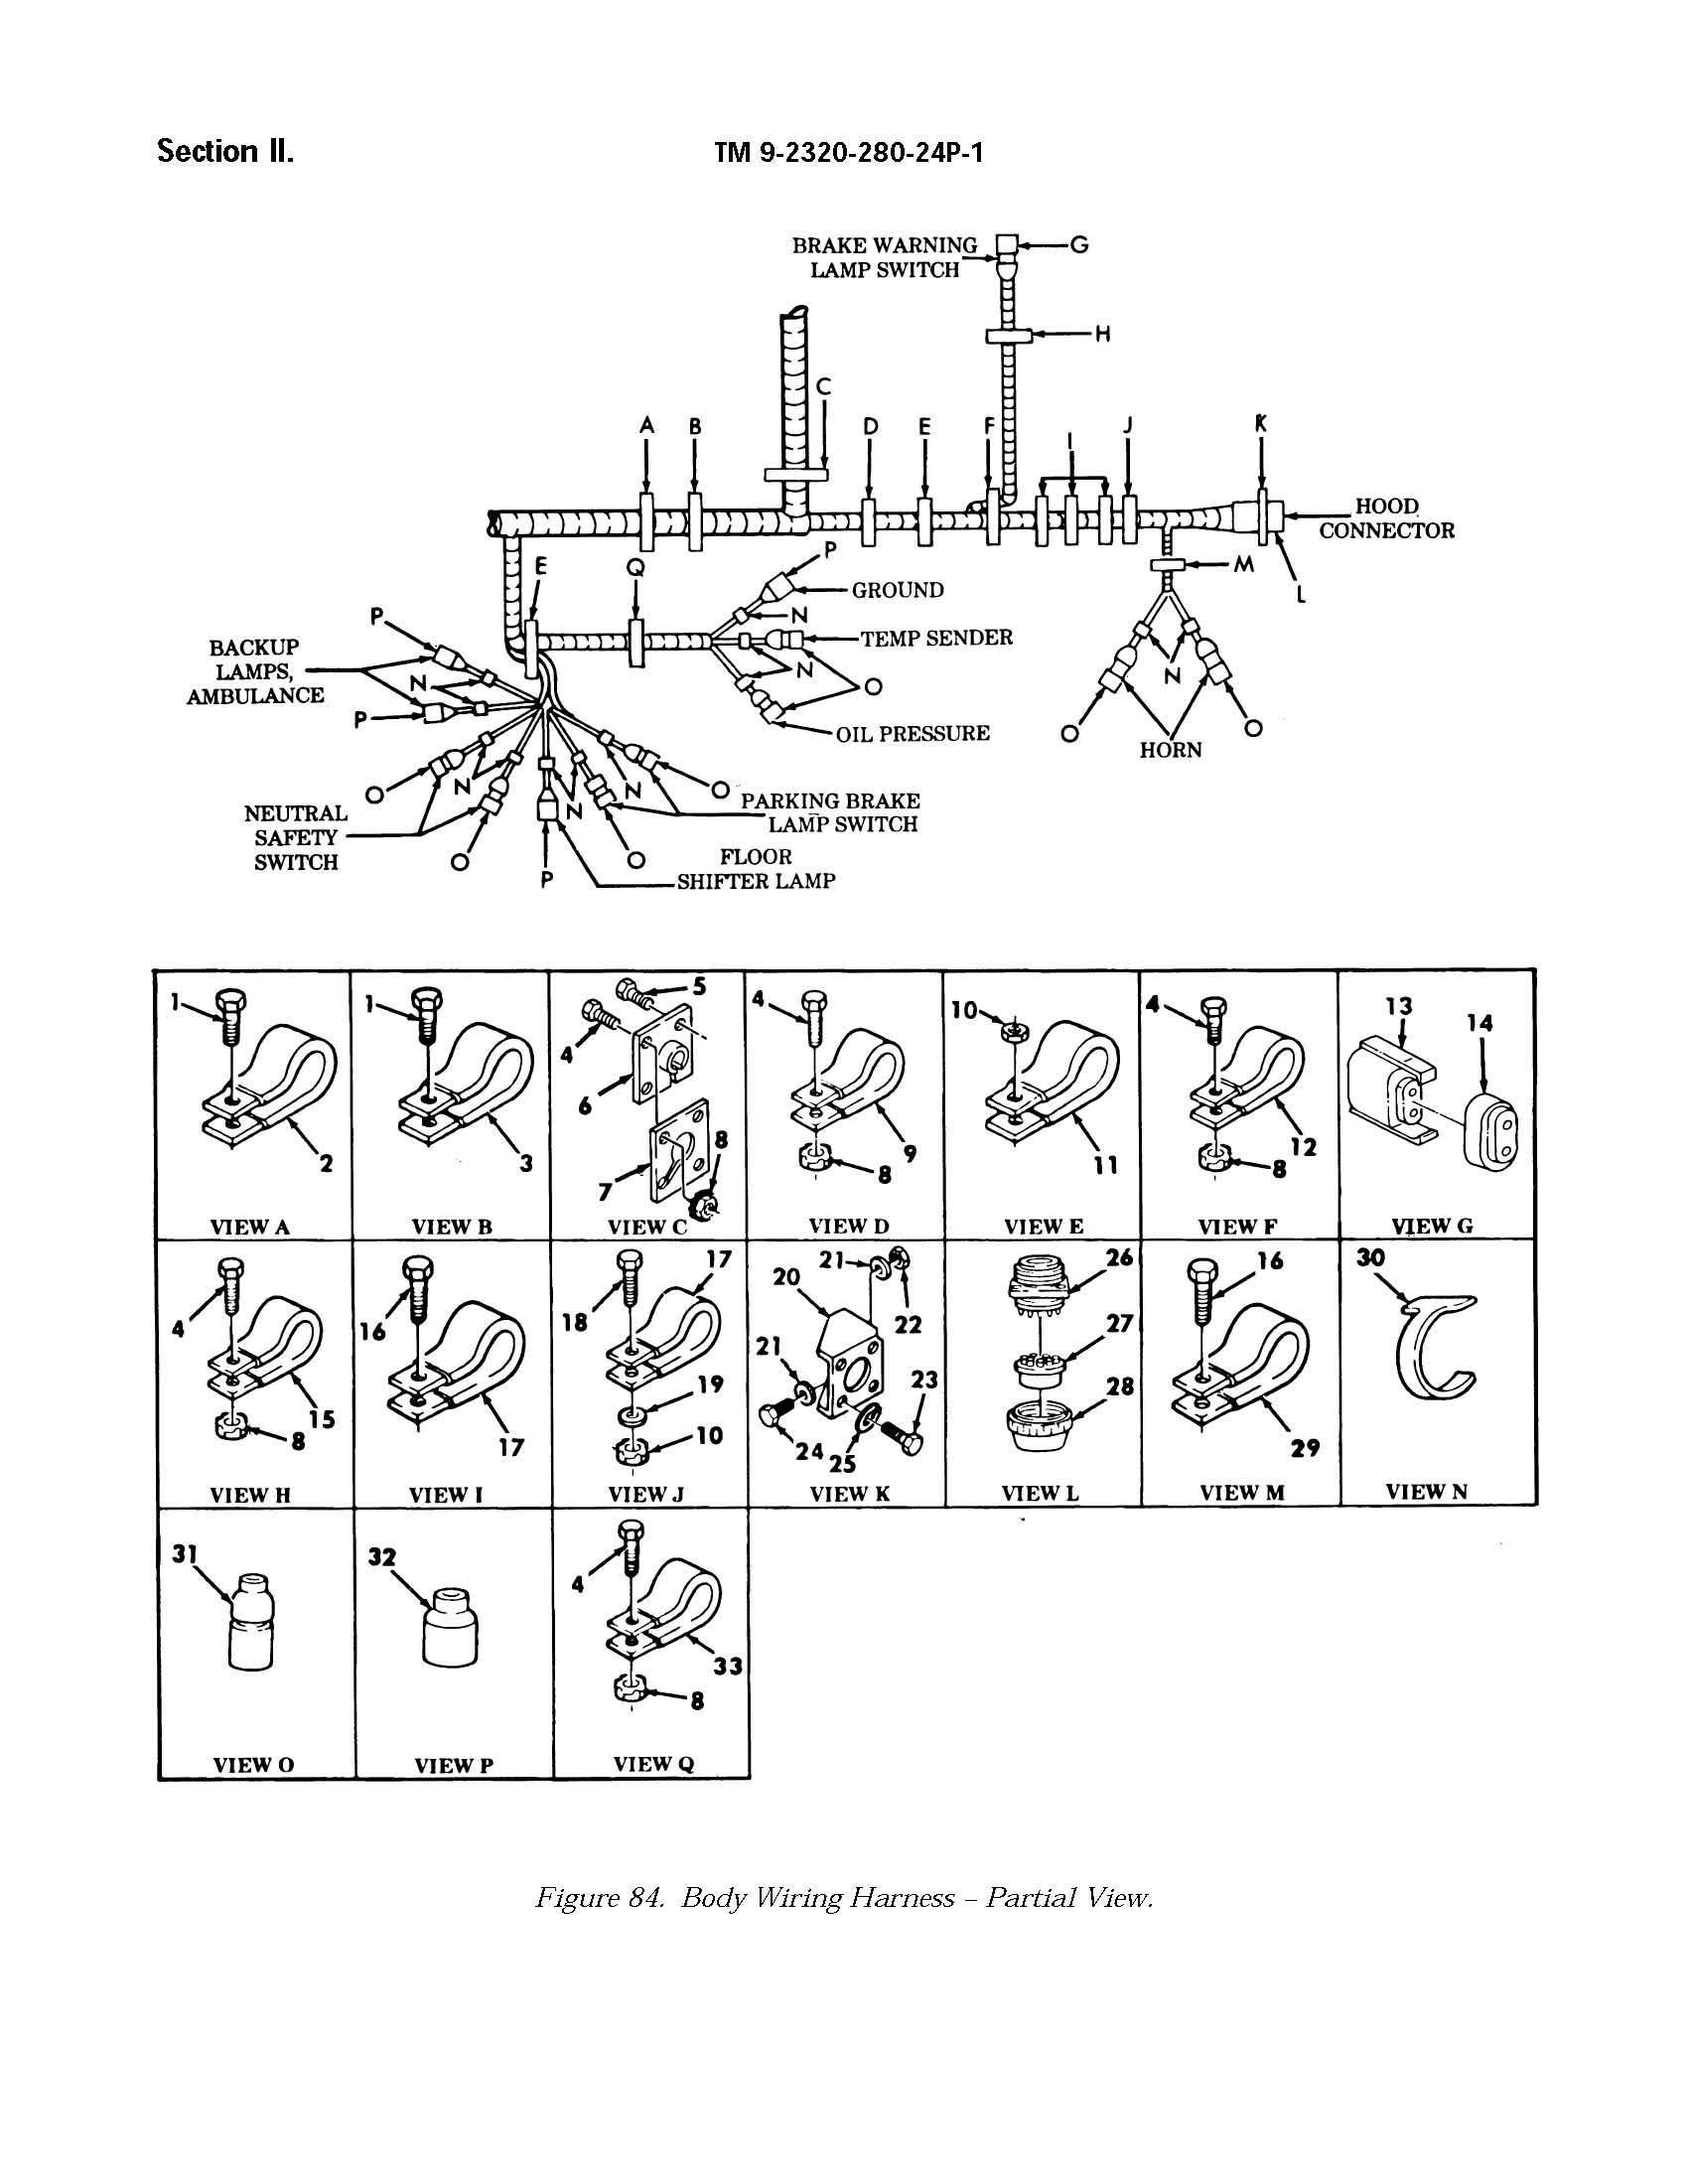 Section II.
TM 9-2320-280-24P-1
BRAKE WARNING
LAMP SWITCH
G
H
C
A
B
D
E
F
I
J
K
HOOD
CONNECTOR
L
M
E
Q
P
GROUND
N
TEMP SENDER
N
O
OIL PRESSURE
N
O
HORN
O
P
BACKUP
LAMPS,
AMBULANCE
N
P
O
N
NEUTRAL
SAFETY
SWITCH
O
P
N
N
O
O
PARKING BRAKE
LAMP SWITCH
FLOOR
SHIFTER LAMP
1
2
VIEW A
1
3
VIEW B
5
4
6
7
8
VIEW C
4
9
8
VIEW D
10
11
VIEW E
4
12
8
VIEW F
13
14
VIEW G
4
15
8
VIEW H
16
17
VIEW I
17
18
19
10
VIEW J
21
20
22
21
23
24
25
VIEW K
26
27
28
VIEW L
16
29
VIEW M
30
VIEW N
31
VIEW O
32
VIEW P
4
33
8
VIEW Q
Figure 84. Body Wiring Harness – Partial View.